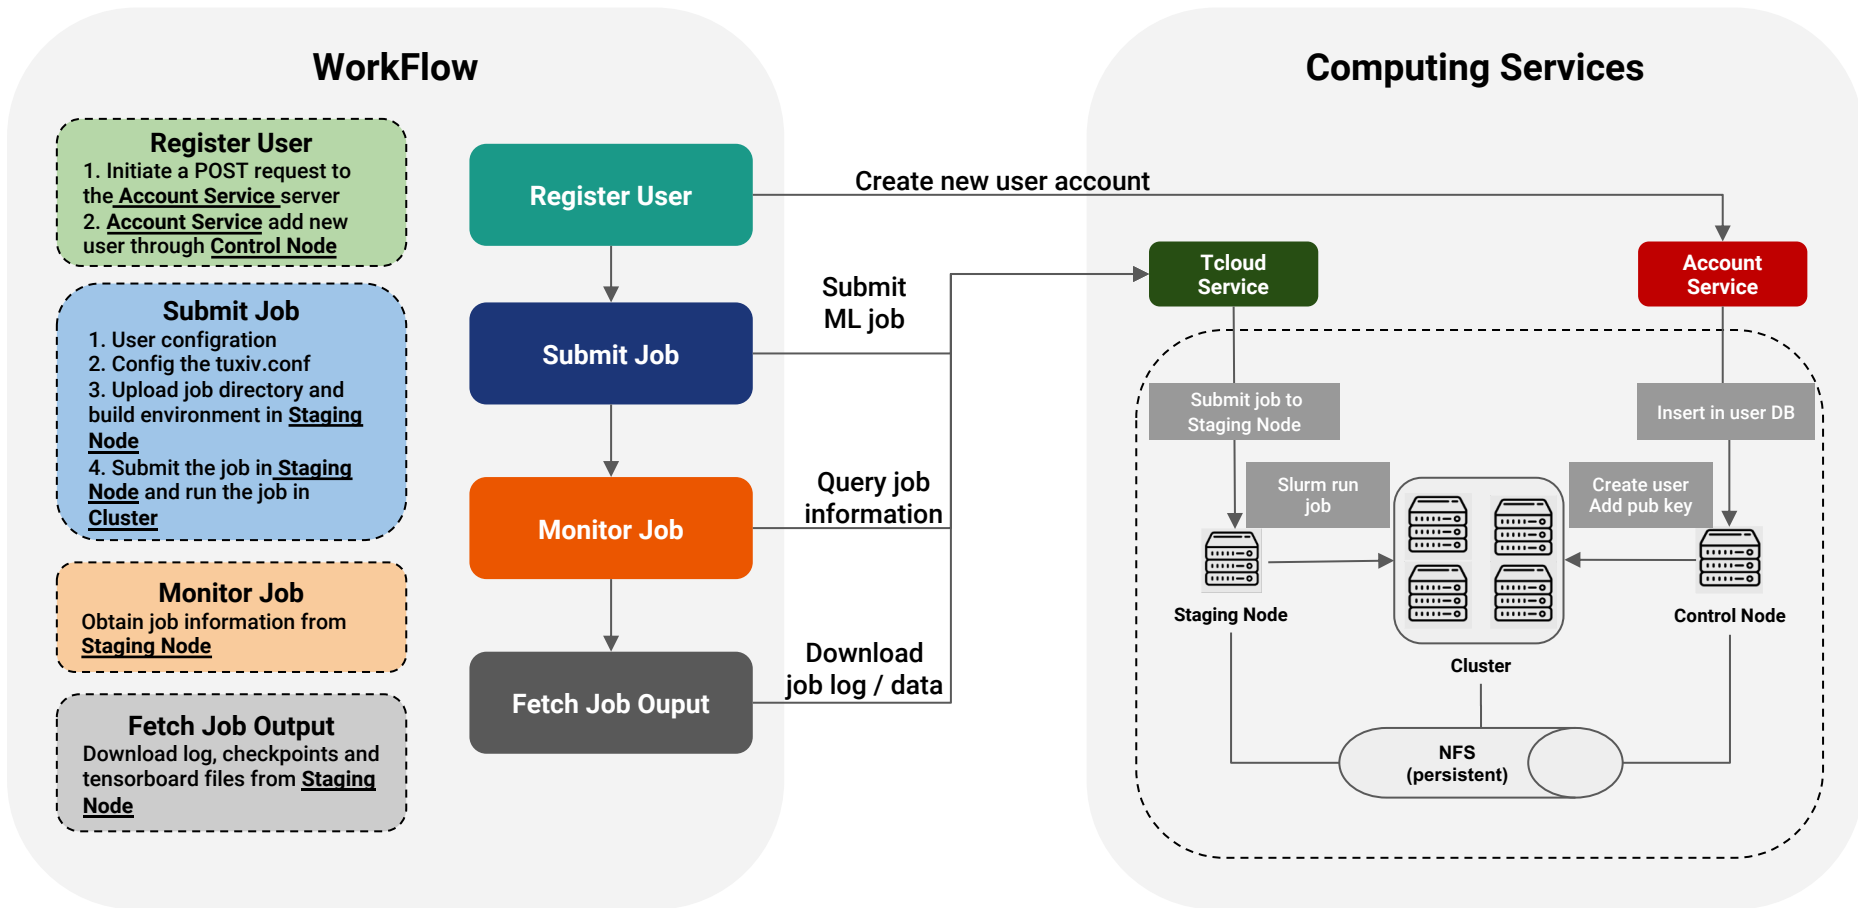 WorkFlow
Register User
1. Initiate a POST request to
the Account Service server
2. Account Service add new
user through Control Node
Submit Job
1. User configration
2. Config the tuxiv.conf
3. Upload job directory and
build environment in Staging
Node
4. Submit the job in Staging
Node and run the job in
Cluster
Monitor Job
Obtain job information from
Staging Node
Fetch Job Output
Download log, checkpoints and
tensorboard files from Staging
Node
Register User
Submit Job
Monitor Job
Fetch Job Ouput
Create new user account
Submit
ML job
Query job
information
Download
job log / data
Computing Services
Tcloud
Service
Account
Service
Submit job to
Staging Node
Insert in user DB
Slurm run
job
Create user
Add pub key
Staging Node
Cluster
Control Node
NFS
(persistent)